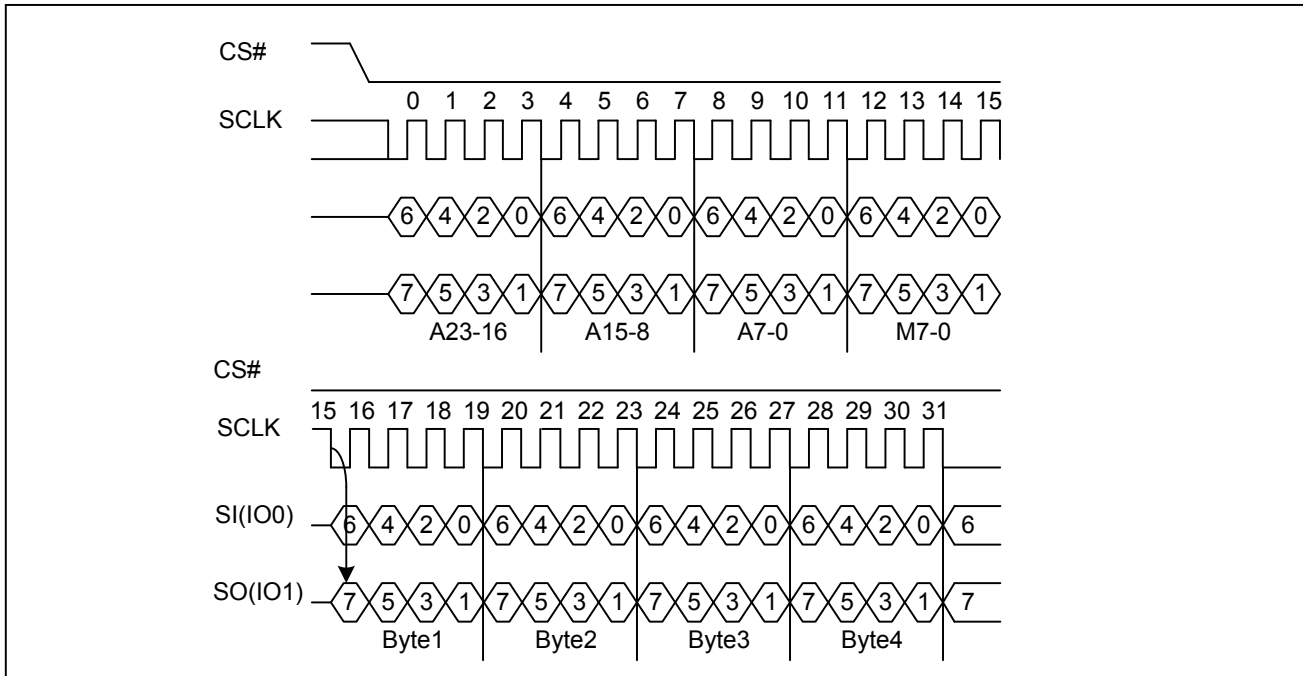 CS#
0 1 2 3 4 5 6 7 8 9 10 11 12 13 14 15
SCLK
6 4 2 0 6 4 2 0 6 4 2 0 6 4 2 0
7 5 3 1 7 5 3 1 7 5 3 1 7 5 3 1
A23-16 A15-8 A7-0 M7-0
CS#
15 16 17 18 19 20 21 22 23 24 25 26 27 28 29 30 31
SCLK
SI(IO0) 6 4 2 0 6 4 2 0 6 4 2 0 6 4 2 0 6
SO(IO1) 7 5 3 1 7 5 3 1 7 5 3 1 7 5 3 1 7
Byte1 Byte2 Byte3 Byte4